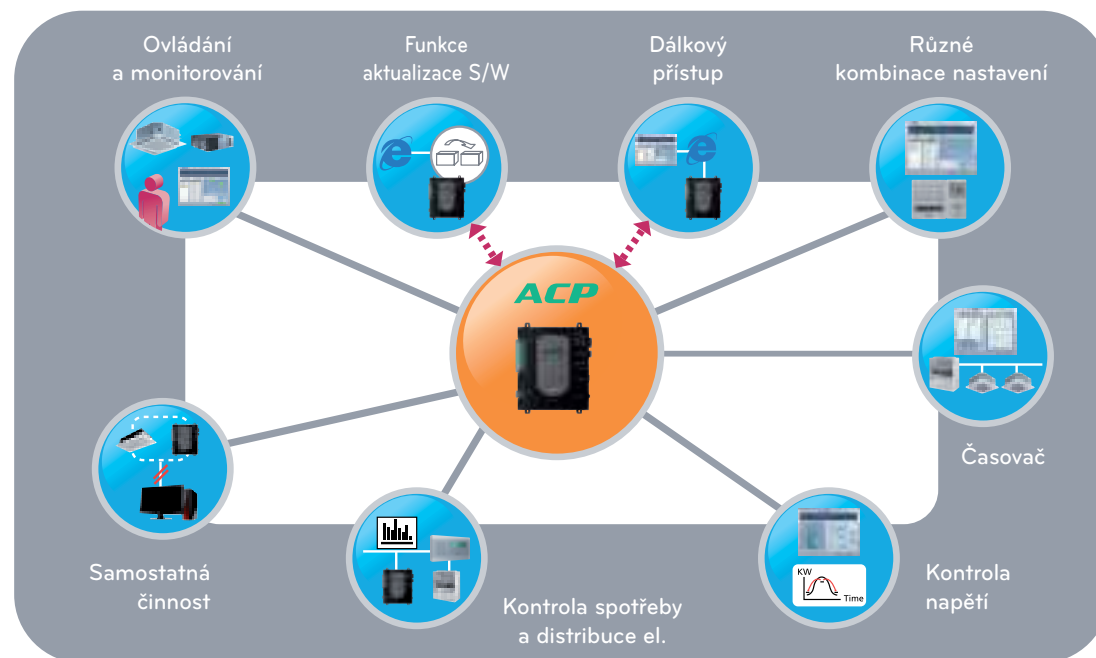 Ovládání
a monitorování
Funkce
aktualizace S/W
Dálkový
přístup
Různé
kombinace nastavení
ACP
Časovač
Samostatná
činnost
Kontrola spotřeby
a distribuce el.
KW
Time
Kontrola
napětí